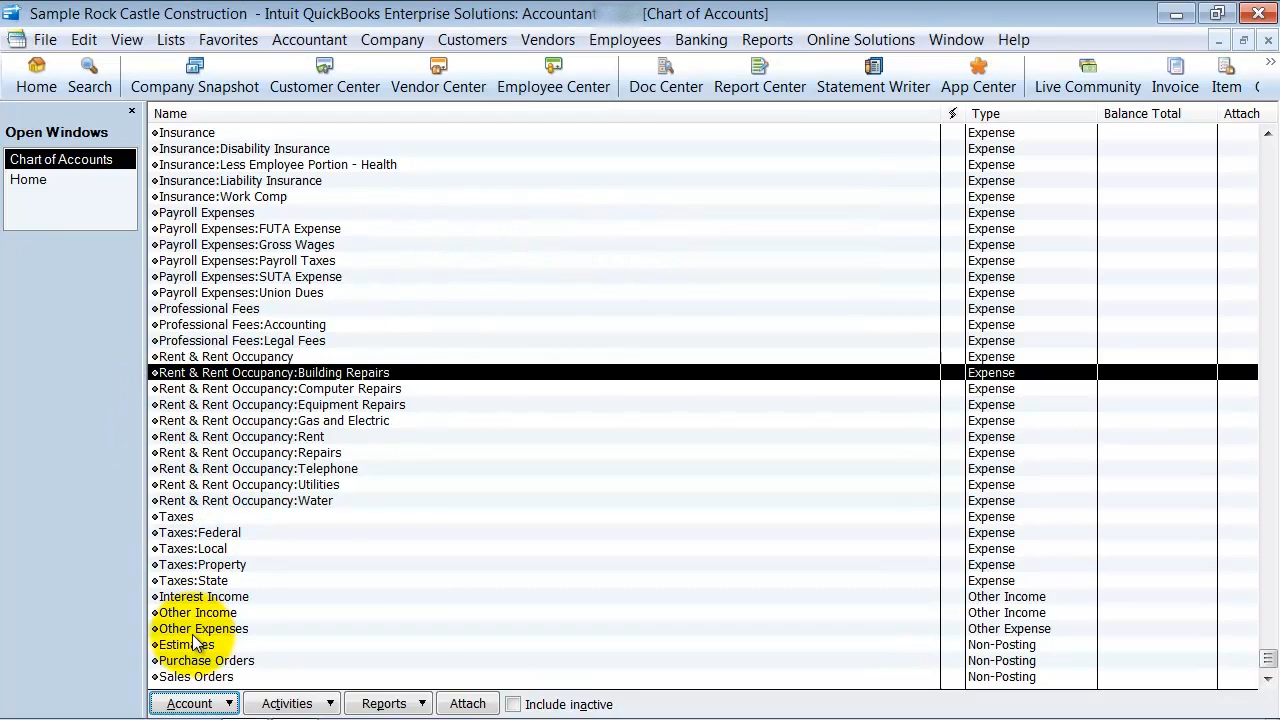 Sample Rock Castle Construction - Intuit QuickBooks Enterprise Solutions: Accountant [Chart of Accounts]
File Edit View Lists Favorites Accountant Company Customers Vendors Employees Banking Reports Online Solutions Window Help
Home Search Company Snapshot Customer Center Vendor Center Employee Center Doc Center Report Center Statement Writer App Center Live Community Invoice Item
Open Windows
Chart of Accounts
Home
Name Type Balance Total Attach
Insurance Expense
Insurance:Disability Insurance Expense
Insurance:Less Employee Portion - Health Expense
Insurance:Liability Insurance Expense
Insurance:Work Comp Expense
Payroll Expenses Expense
Payroll Expenses:FUTA Expense Expense
Payroll Expenses:Gross Wages Expense
Payroll Expenses:Payroll Taxes Expense
Payroll Expenses:SUTA Expense Expense
Payroll Expenses:Union Dues Expense
Professional Fees Expense
Professional Fees:Accounting Expense
Professional Fees:Legal Fees Expense
Rent & Rent Occupancy Expense
Rent & Rent Occupancy:Building Repairs Expense
Rent & Rent Occupancy:Computer Repairs Expense
Rent & Rent Occupancy:Equipment Repairs Expense
Rent & Rent Occupancy:Gas and Electric Expense
Rent & Rent Occupancy:Rent Expense
Rent & Rent Occupancy:Repairs Expense
Rent & Rent Occupancy:Telephone Expense
Rent & Rent Occupancy:Utilities Expense
Rent & Rent Occupancy:Water Expense
Taxes Expense
Taxes:Federal Expense
Taxes:Local Expense
Taxes:Property Expense
Taxes:State Expense
Interest Income Other Income
Other Income Other Income
Other Expenses Other Expense
Estimates Non-Posting
Purchase Orders Non-Posting
Sales Orders Non-Posting
Account Activities Reports Attach Include inactive